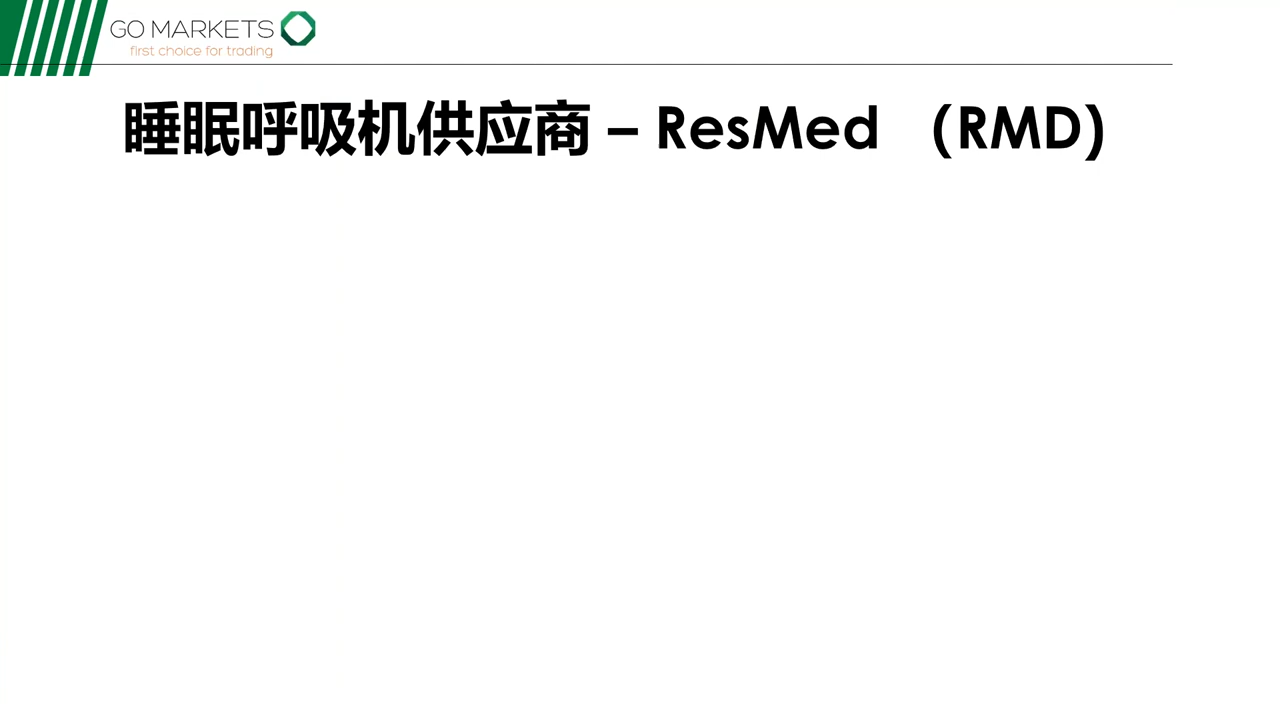 GO MARKETS
first choice for trading
睡眠呼吸机供应商 – ResMed （RMD)